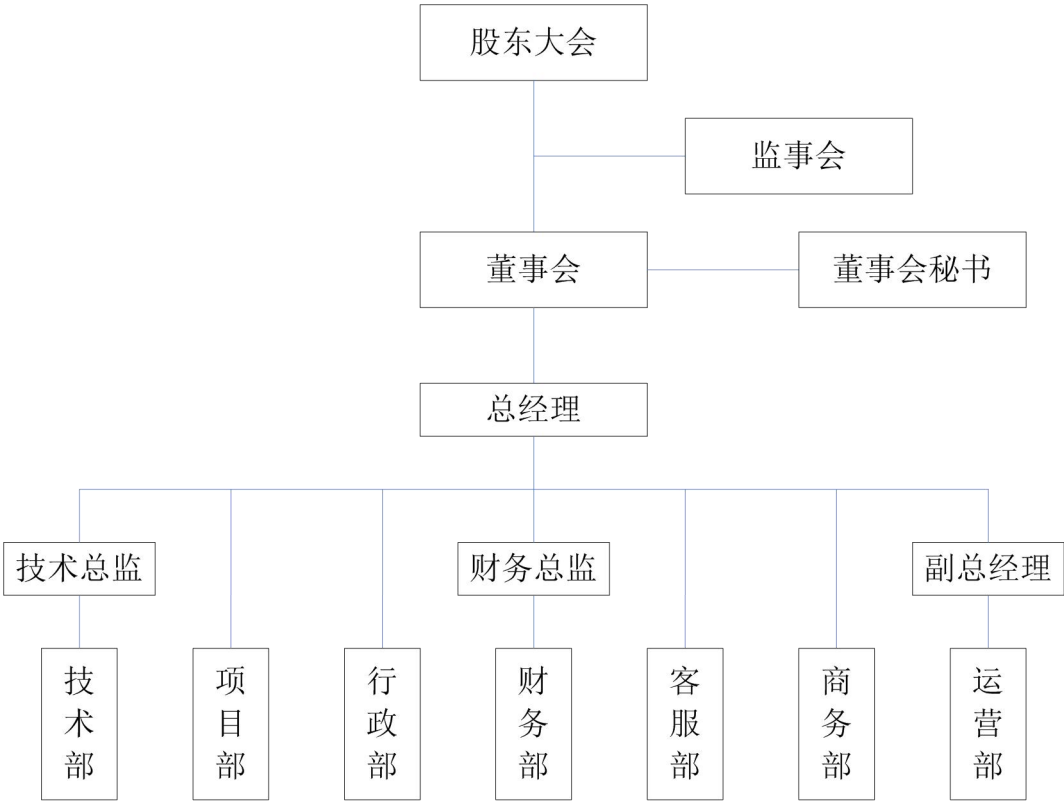 股东大会
监事会
董事会
董事会秘书
总经理
技术总监
财务总监
副总经理
技术部
项目部
行政部
财务部
客服部
商务部
运营部